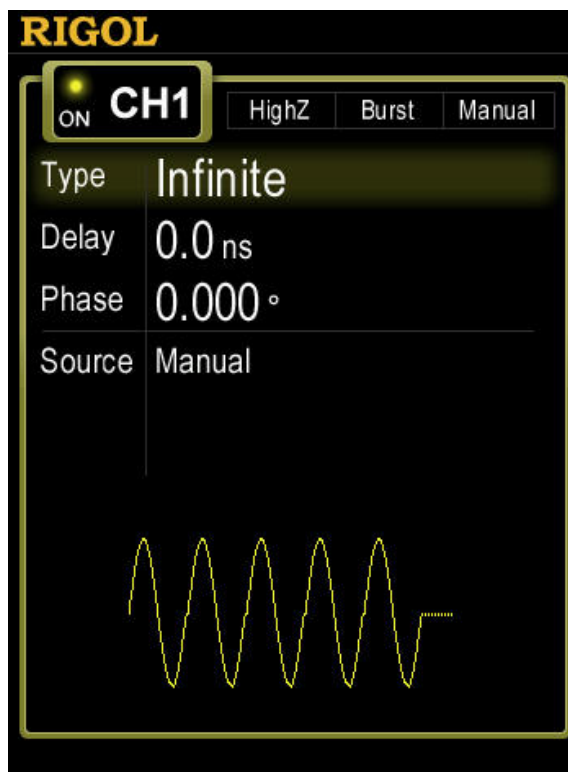 RIGOL
ON CH1 HighZ Burst Manual
Type Infinite
Delay 0.0 ns
Phase 0.000 °
Source Manual